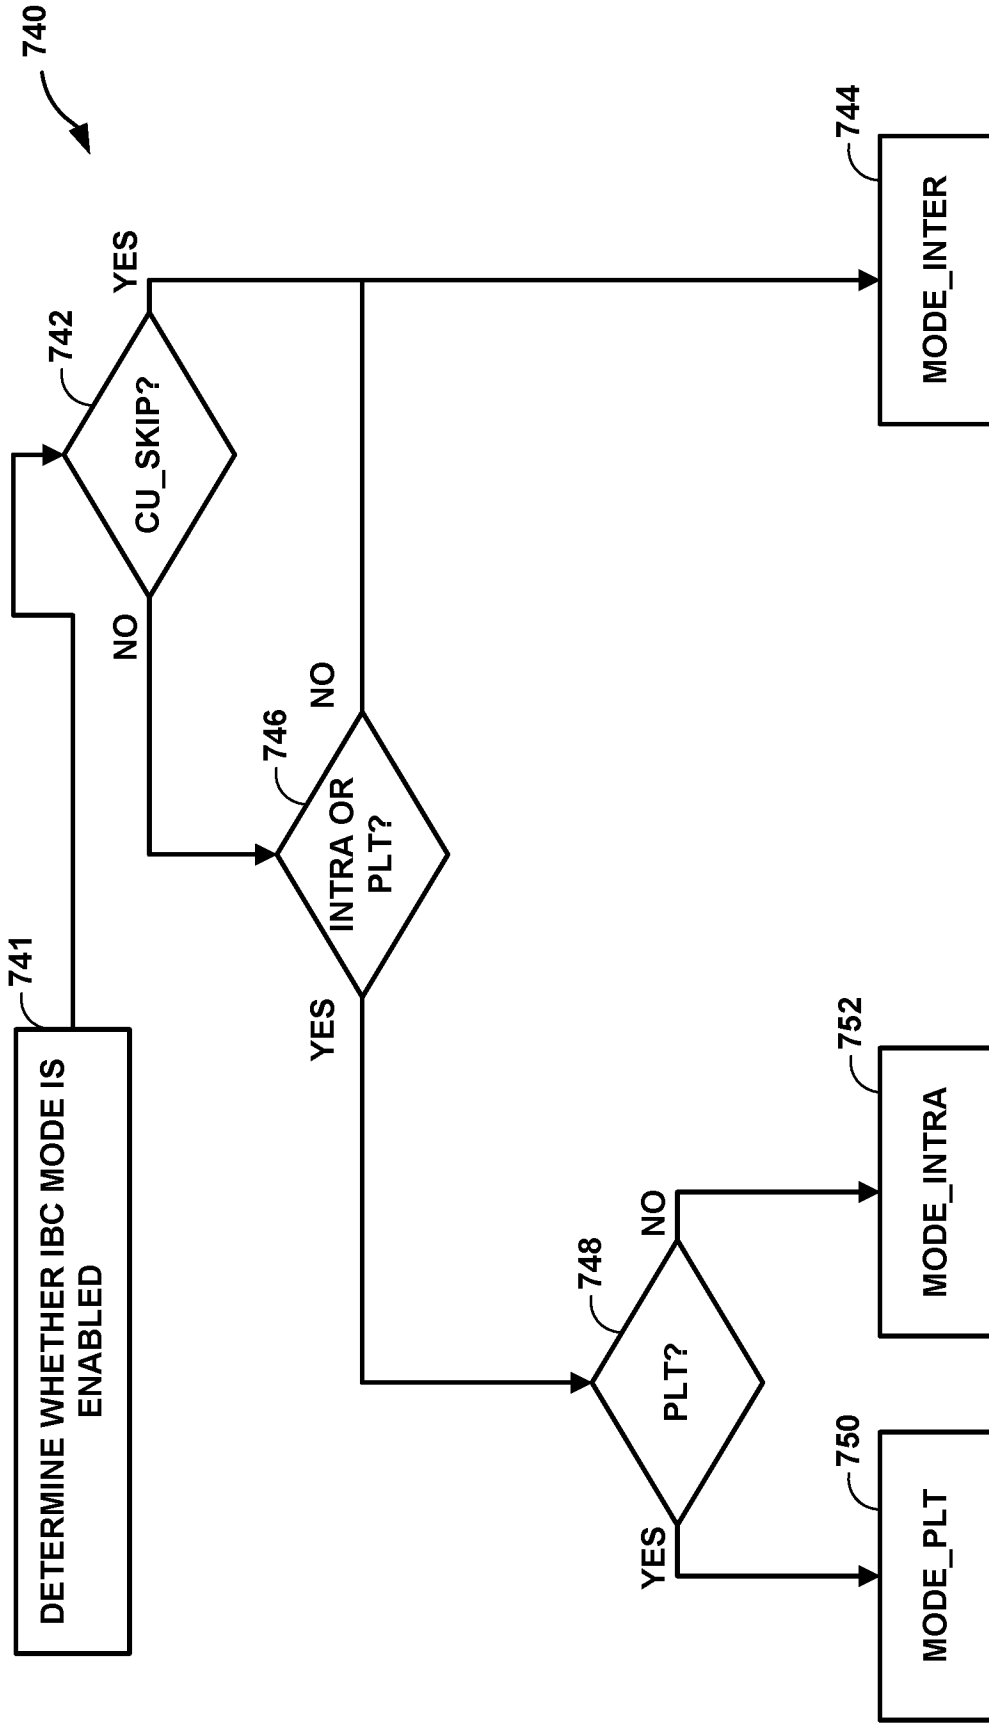 740
741
DETERMINE WHETHER IBC MODE IS
ENABLED
742
CU_SKIP?
YES
NO
746
INTRA OR
PLT?
NO
YES
748
PLT?
NO
YES
750
MODE_PLT
752
MODE_INTRA
744
MODE_INTER